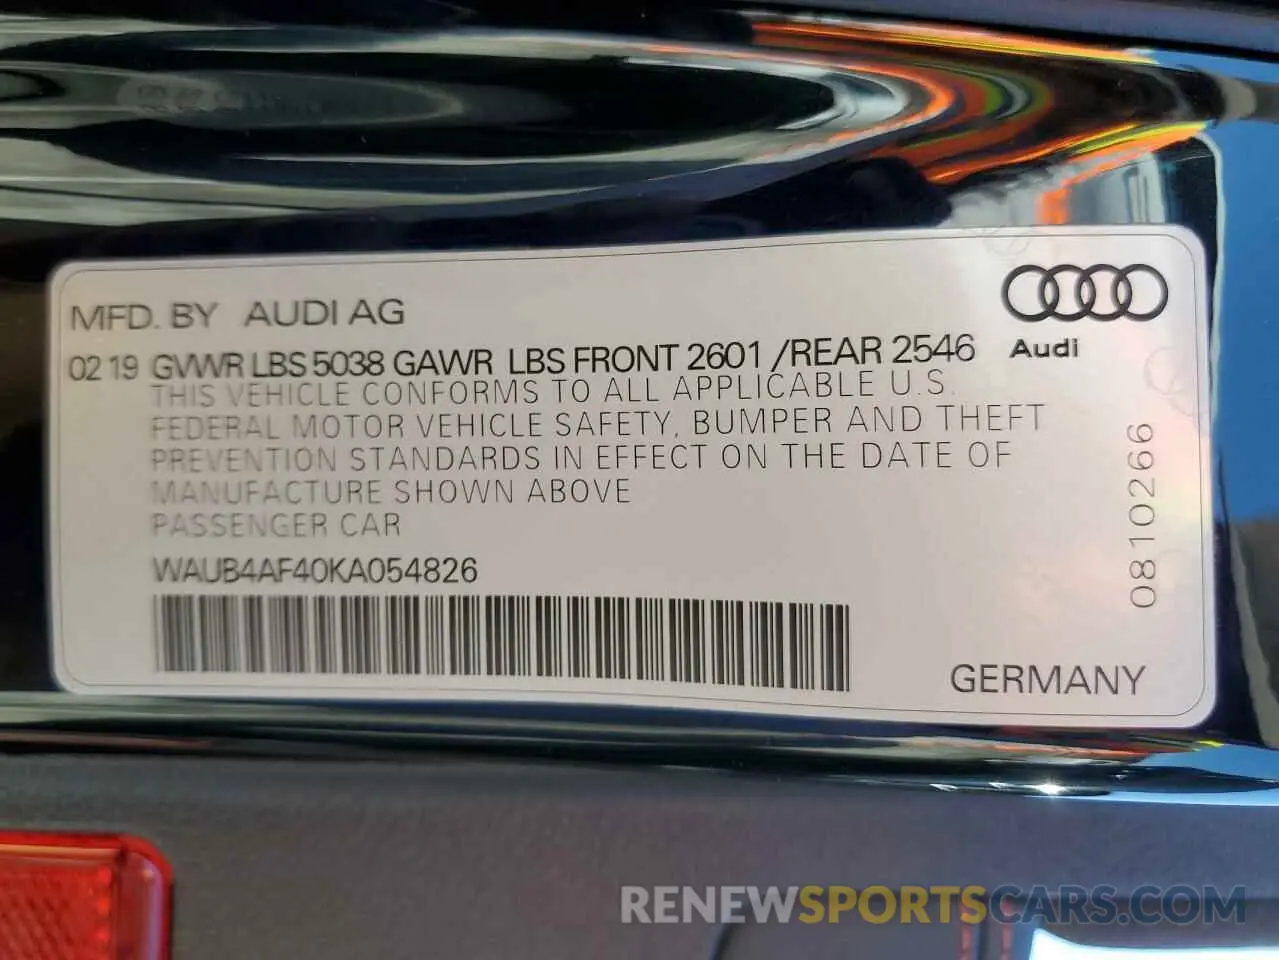 MFD. BY AUDI AG
02 19 GVWR LBS 5038 GAWR LBS FRONT 2601 /REAR 2546
Audi
THIS VEHICLE CONFORMS TO ALL APPLICABLE U.S.
FEDERAL MOTOR VEHICLE SAFETY, BUMPER AND THEFT
PREVENTION STANDARDS IN EFFECT ON THE DATE OF
MANUFACTURE SHOWN ABOVE
PASSENGER CAR
WAUB4AF40KA054826
0810266
GERMANY
RENEWSPORTSCARS.COM